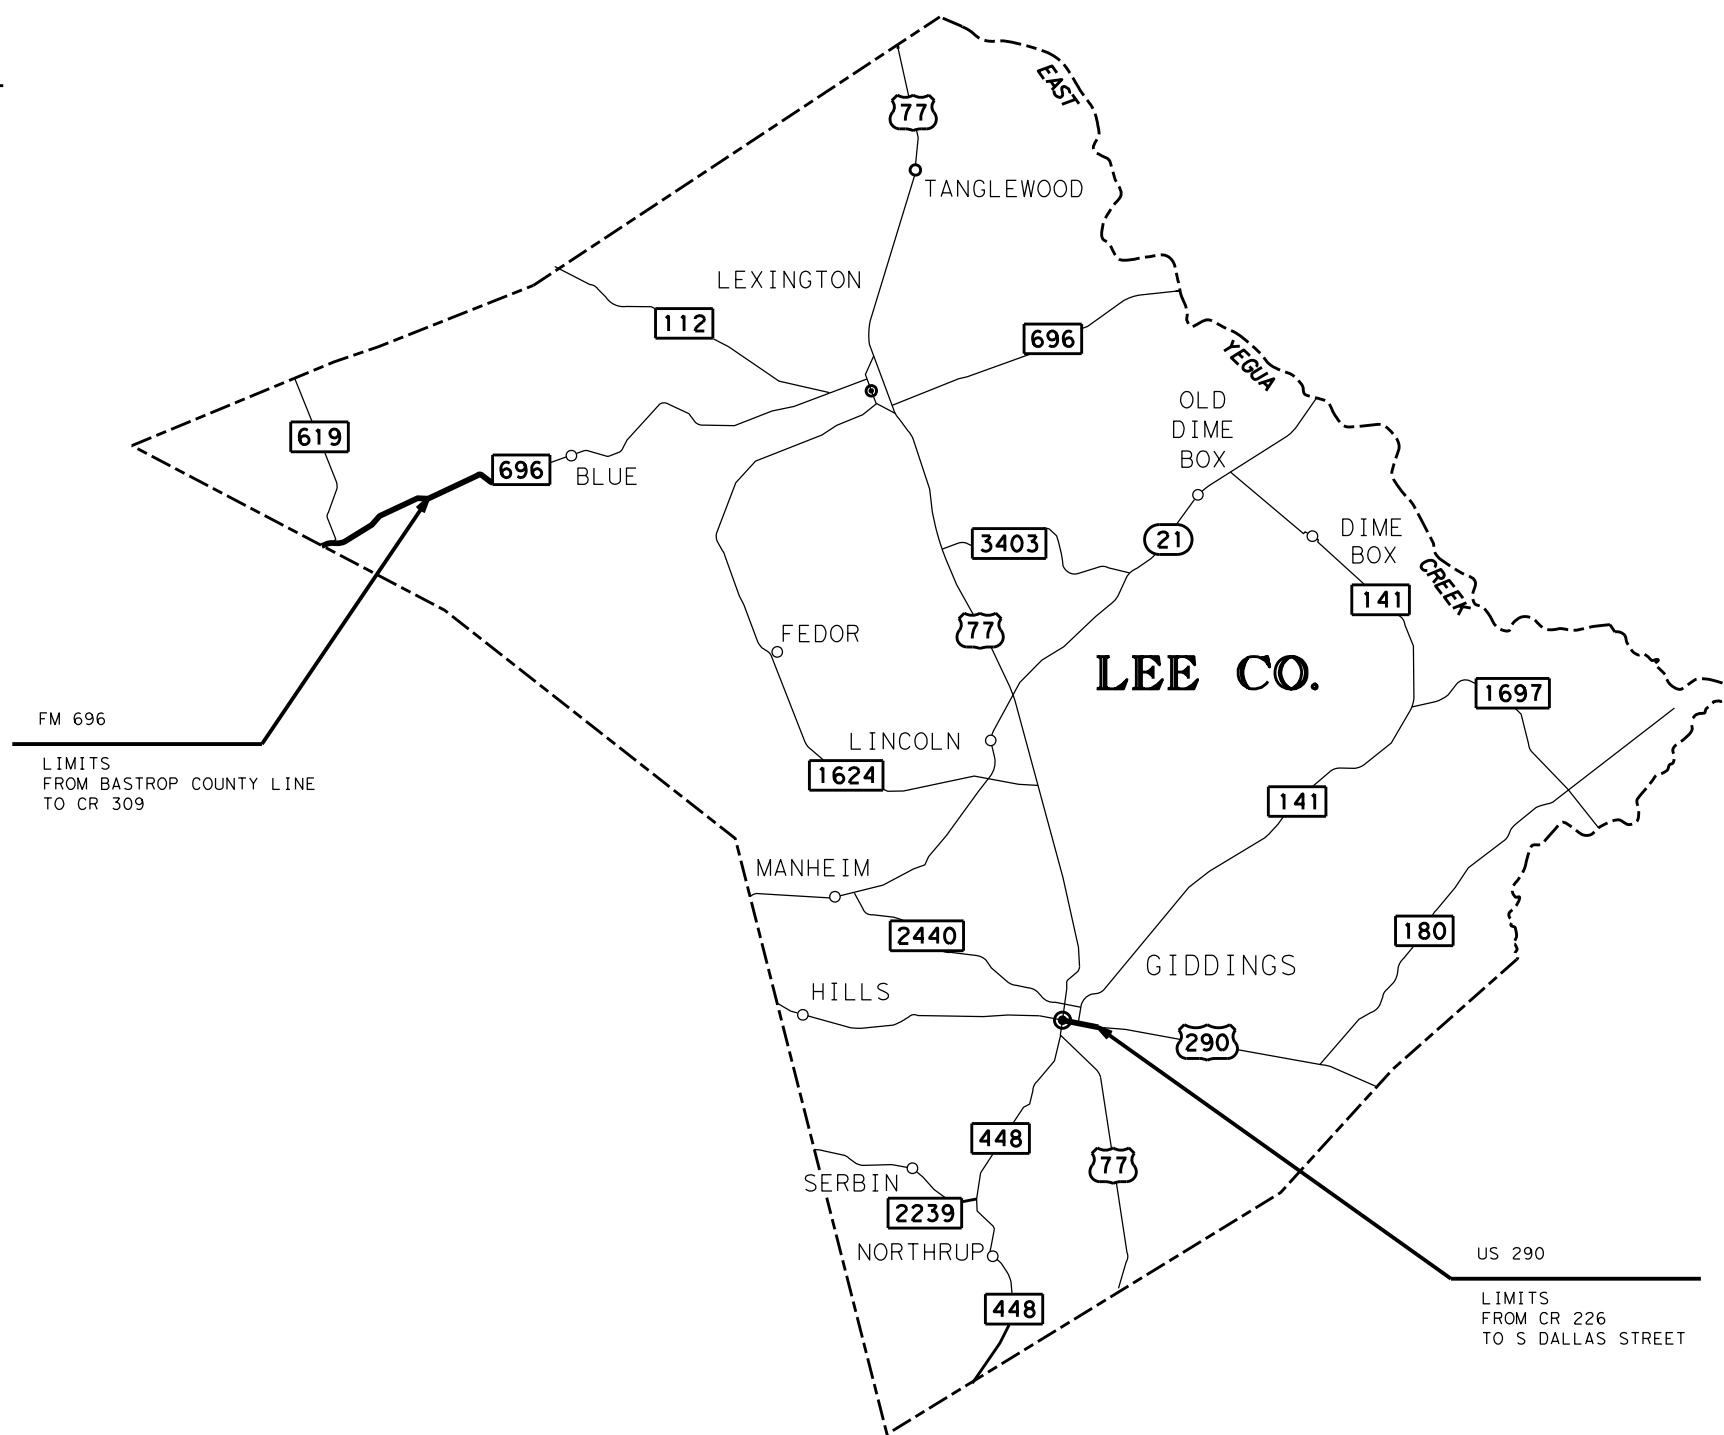 EAST
77
TANGLEWOOD
LEXINGTON
112
696
YEGUA
OLD
DIME
BOX
619
696
BLUE
DIME
BOX
3403
21
CREEK
141
FEDOR
77
LEE CO.
1697
FM 696
LIMITS
FROM BASTROP COUNTY LINE
TO CR 309
LINCOLN
1624
141
MANHEIM
2440
180
GIDDINGS
HILLS
290
448
77
SERBIN
2239
NORTHRUP
448
US 290
LIMITS
FROM CR 226
TO S DALLAS STREET